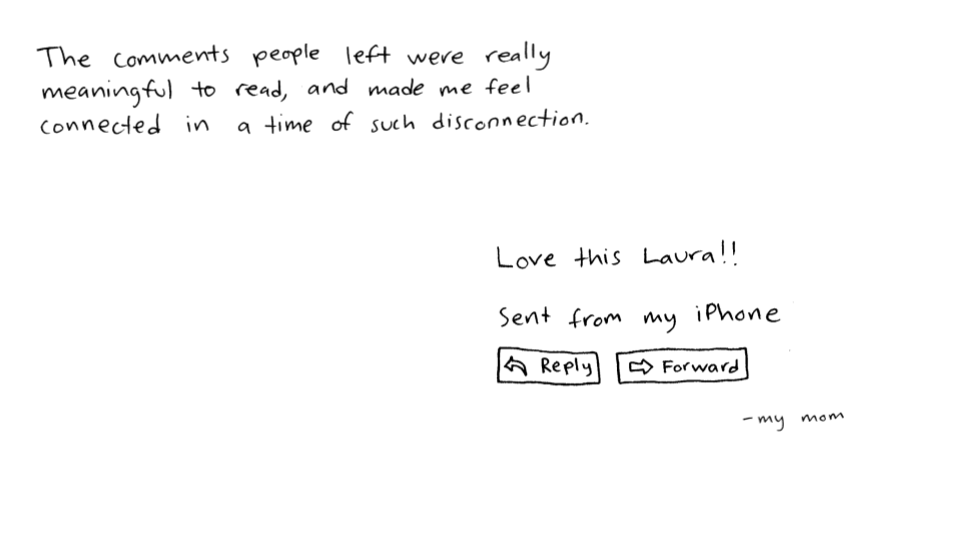 The comments people left were really
meaningful to read, and made me feel
connected in a time of such disconnection.
Love this Laura!!
Sent from my iPhone
Reply
Forward
-my mom